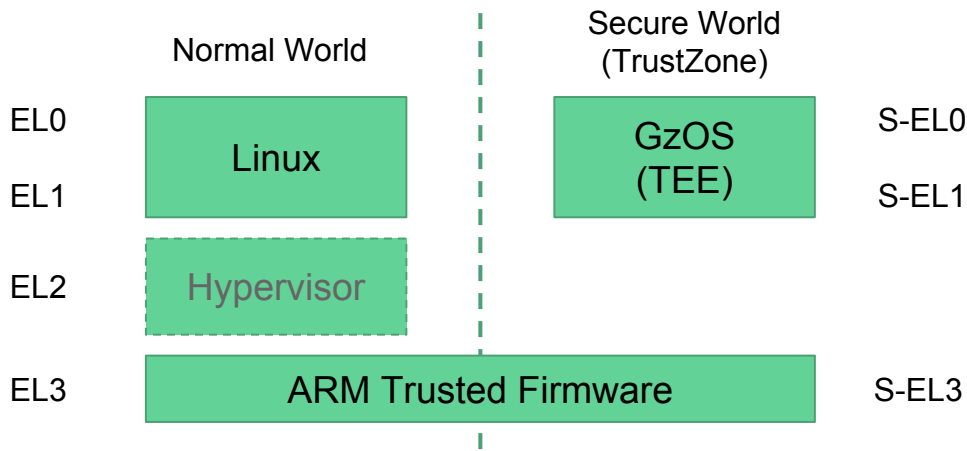 Normal World
Secure World
(TrustZone)
EL0
S-EL0
Linux
GzOS
(TEE)
EL1
S-EL1
EL2
Hypervisor
EL3
ARM Trusted Firmware
S-EL3